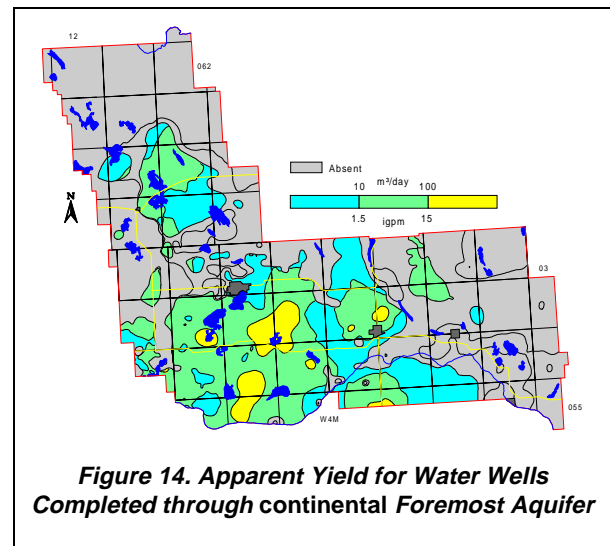 12
062
Absent
10 m³/day 100
1.5 igpm 15
N
03
055
W4M
Figure 14. Apparent Yield for Water Wells
Completed through continental Foremost Aquifer